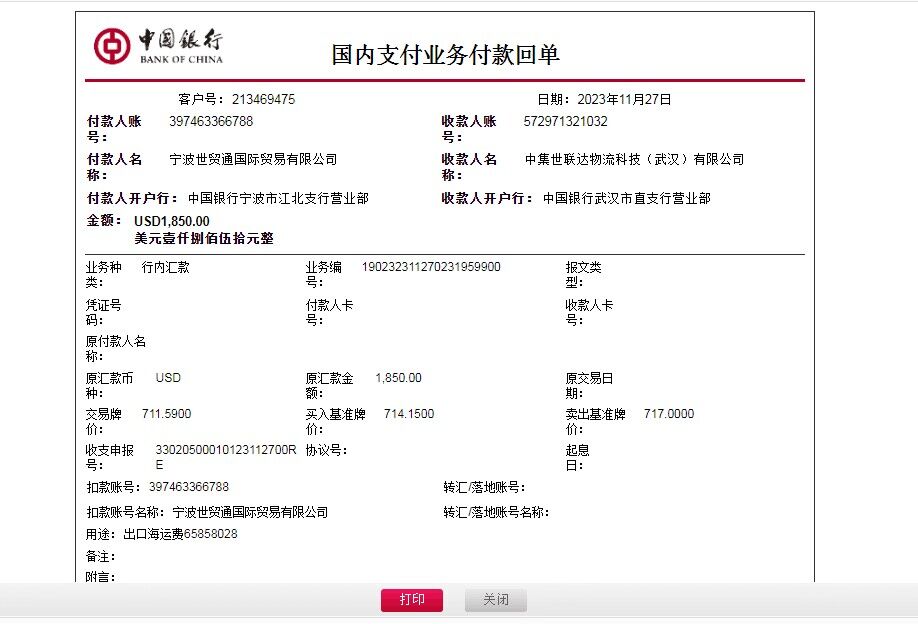 中国银行
BANK OF CHINA
国内支付业务付款回单
客户号：213469475 日期：2023年11月27日
付款人账号：397463366788 收款人账号：572971321032
付款人名称：宁波世贸通国际贸易有限公司 收款人名称：中集世联达物流科技（武汉）有限公司
付款人开户行：中国银行宁波市江北支行营业部 收款人开户行：中国银行武汉市直支行营业部
金额：USD1,850.00
美元壹仟捌佰伍拾元整
业务种类：行内汇款 业务编号：190232311270231959900 报文类型：
凭证号码： 付款人卡号： 收款人卡号：
原付款人名称：
原汇款币种：USD 原汇款金额：1,850.00 原交易日期：
交易牌价：711.5900 买入基准牌价：714.1500 卖出基准牌价：717.0000
收支申报号：33020500010123112700RE 协议号： 起息日：
扣款账号：397463366788 转汇/落地账号：
扣款账号名称：宁波世贸通国际贸易有限公司 转汇/落地账号名称：
用途：出口海运费65858028
备注：
附言：
打印 关闭